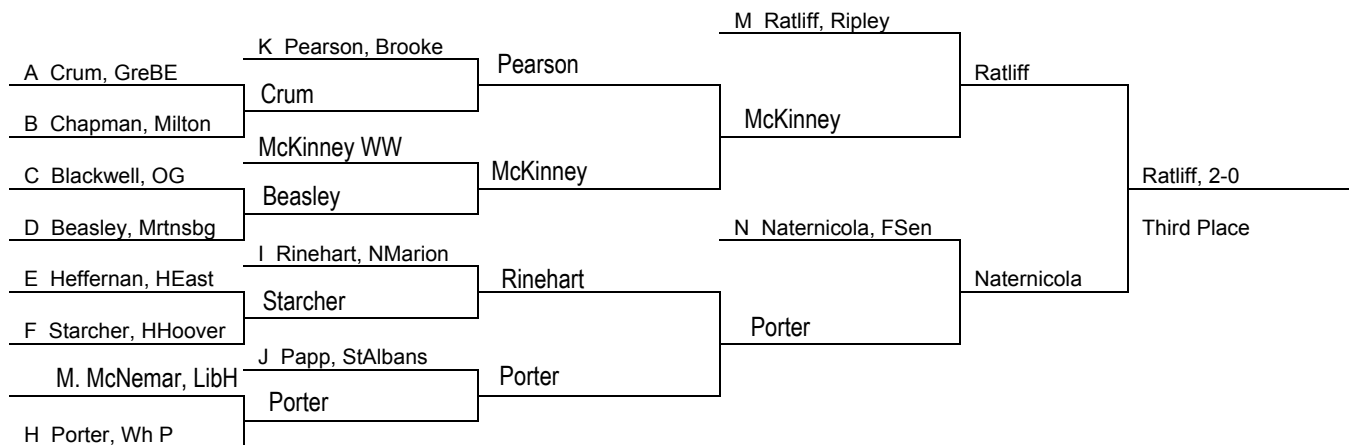 M Ratliff, Ripley
K Pearson, Brooke
Pearson
A Crum, GreBE
Ratliff
Crum
B Chapman, Milton
McKinney
McKinney WW
C Blackwell, OG
McKinney
Ratliff, 2-0
Beasley
D Beasley, Mrtnsbg
N Naternicola, FSen
Third Place
I Rinehart, NMarion
E Heffernan, HEast
Rinehart
Naternicola
Starcher
F Starcher, HHoover
Porter
J Papp, StAlbans
M. McNemar, LibH
Porter
Porter
H Porter, Wh P